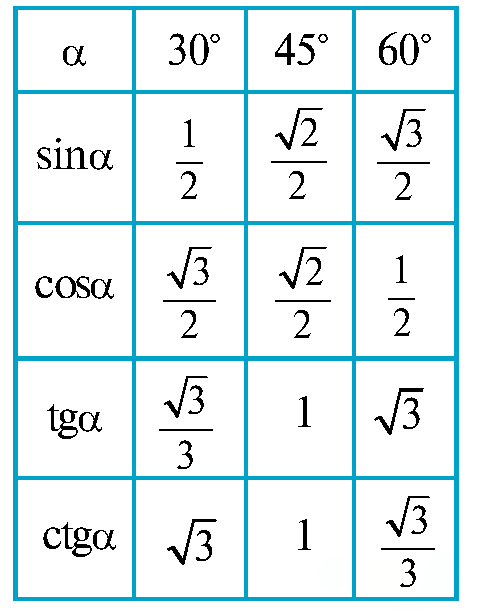 α 30° 45° 60°
sinα 1/2 √2/2 √3/2
cosα √3/2 √2/2 1/2
tgα √3/3 1 √3
ctgα √3 1 √3/3